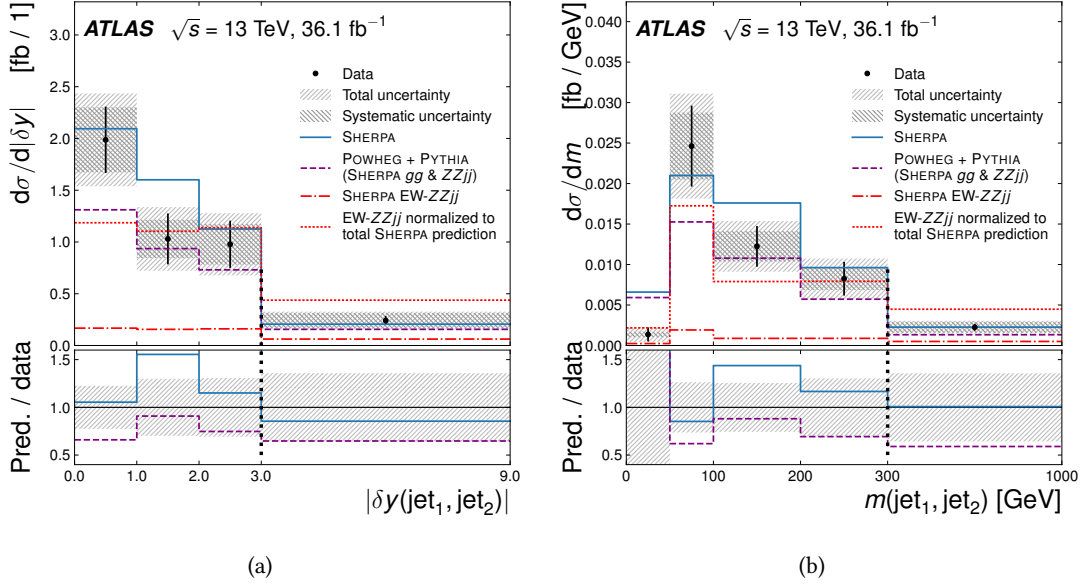 ATLAS √s = 13 TeV, 36.1 fb⁻¹
dσ/d|δy| [fb / 1]
3.0
2.5
2.0
1.5
1.0
0.5
0.0
Data
Total uncertainty
Systematic uncertainty
SHERPA
POWHEG + PYTHIA
(SHERPA gg & ZZjj)
SHERPA EW-ZZjj
EW-ZZjj normalized to
total SHERPA prediction
Pred. / data
1.5
1.0
0.5
0.0 1.0 2.0 3.0 9.0
|δy(jet₁, jet₂)|
(a)
ATLAS √s = 13 TeV, 36.1 fb⁻¹
dσ/dm [fb / GeV]
0.040
0.035
0.030
0.025
0.020
0.015
0.010
0.005
0.000
Data
Total uncertainty
Systematic uncertainty
SHERPA
POWHEG + PYTHIA
(SHERPA gg & ZZjj)
SHERPA EW-ZZjj
EW-ZZjj normalized to
total SHERPA prediction
Pred. / data
1.5
1.0
0.5
0 100 200 300 1000
m(jet₁, jet₂) [GeV]
(b)